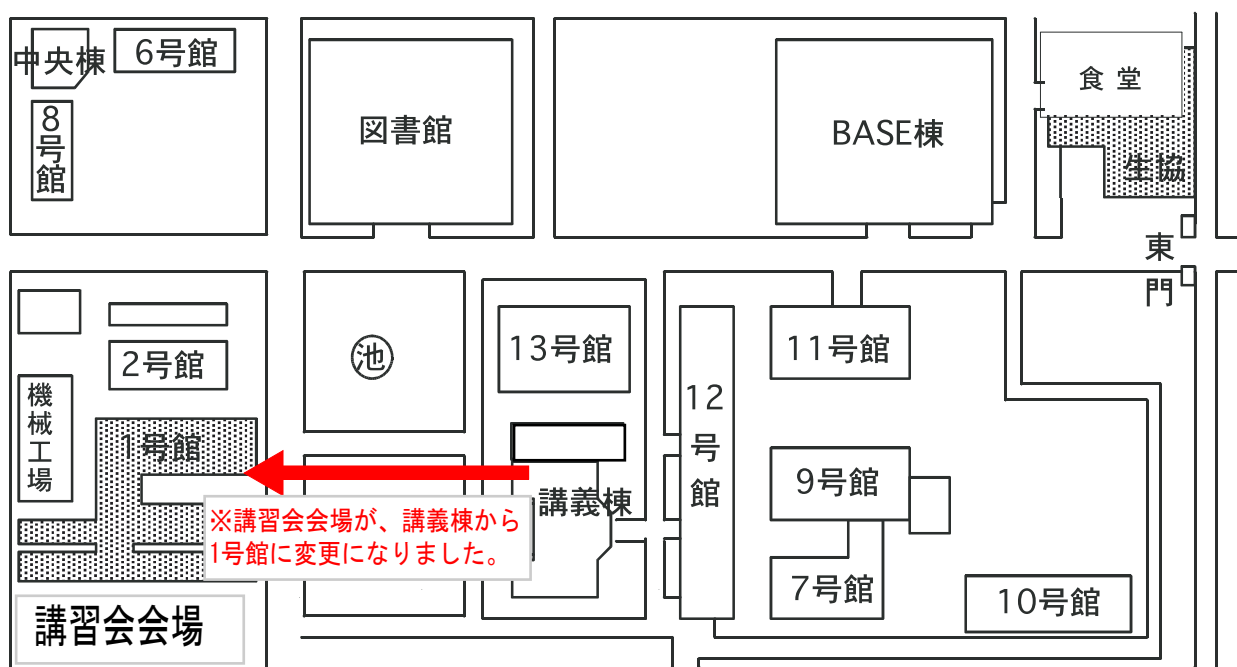 中央棟
6号館
8号館
図書館
BASE棟
食堂
生協
東門
2号館
機械工場
1号館
池
13号館
12号館
11号館
講義棟
9号館
7号館
10号館
※講習会会場が、講義棟から
1号館に変更になりました。
講習会会場